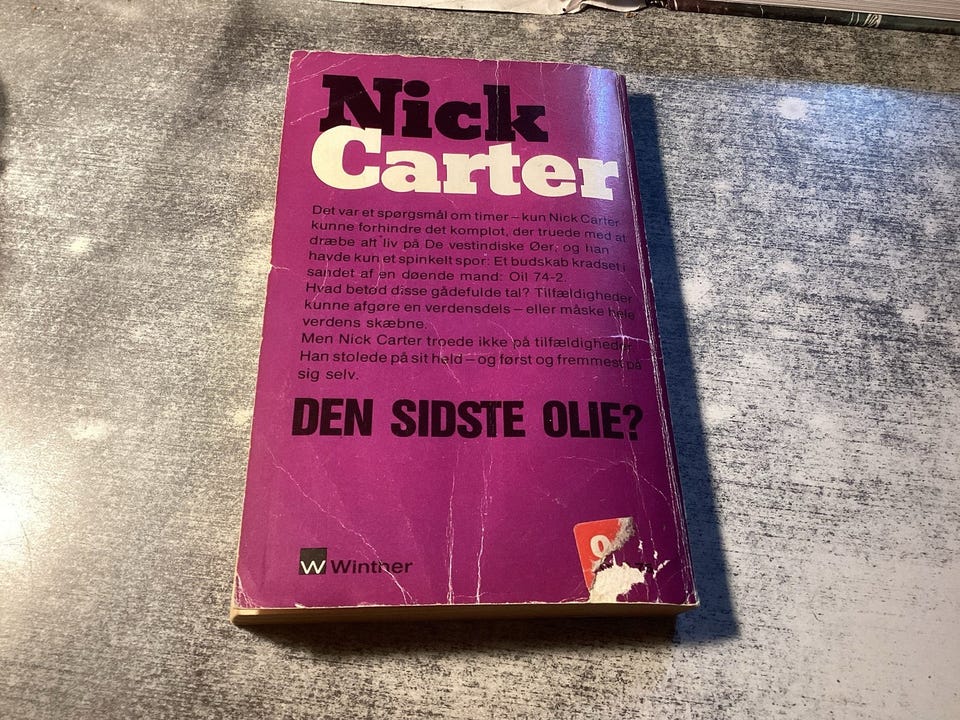 Nick
Carter
Det var et spørgsmål om timer – kun Nick Carter
kunne forhindre det komplot, der truede med at
dræbe alt liv på De vestindiske Øer, og han
havde kun et spinkelt spor: Et budskab kradset i
sandet af en døende mand: Oil 74-2.
Hvad betød disse gådefulde tal? Tilfældigheder
kunne afgøre en verdensdels – eller måske hele
verdens skæbne.
Men Nick Carter troede ikke på tilfældigheder.
Han stolede på sit held – og først og fremmest på
sig selv.
DEN SIDSTE OLIE?
W Wintner